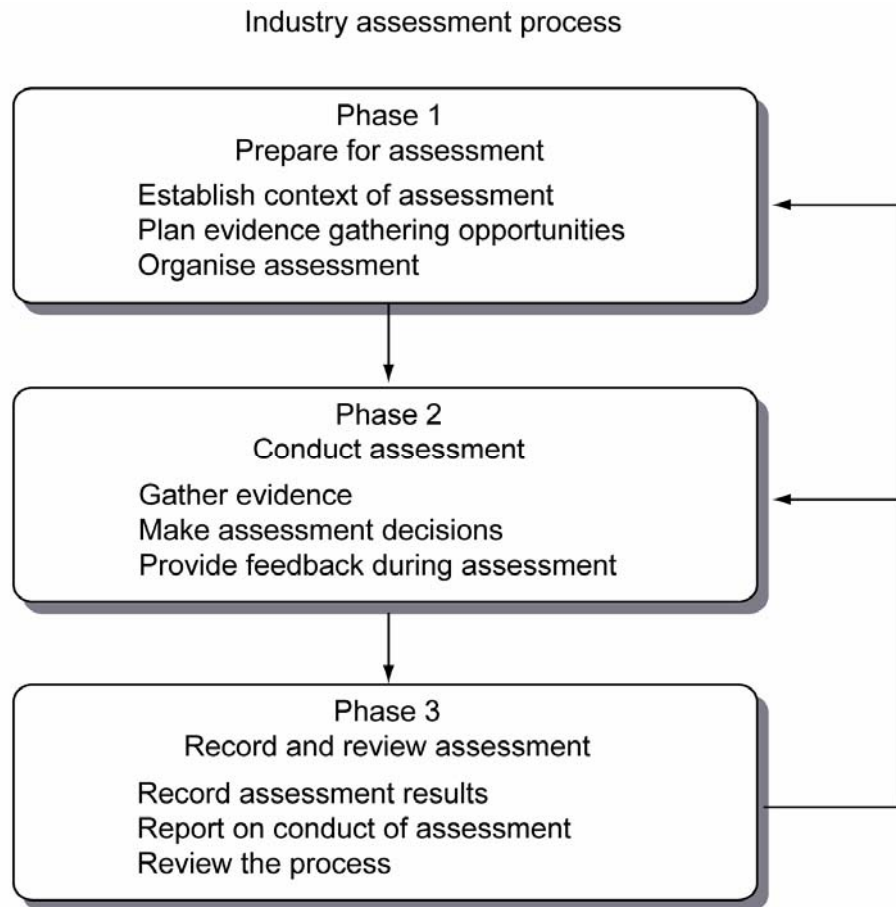 Industry assessment process
Phase 1
Prepare for assessment
Establish context of assessment
Plan evidence gathering opportunities
Organise assessment
Phase 2
Conduct assessment
Gather evidence
Make assessment decisions
Provide feedback during assessment
Phase 3
Record and review assessment
Record assessment results
Report on conduct of assessment
Review the process